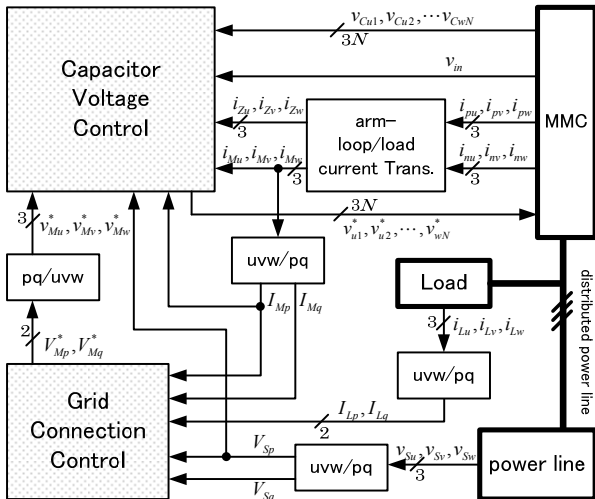 v_{Cu1}, v_{Cu2}, ⋯ v_{CwN}
3N
Capacitor
Voltage
Control
v_{in}
i_{Zu}, i_{Zv}, i_{Zw}
3
arm-
loop/load
current Trans.
i_{pu}, i_{pv}, i_{pw}
3
MMC
i_{Mu}, i_{Mv}, i_{Mw}
3
i_{nu}, i_{nv}, i_{nw}
3
3N
v^*_{u1}, v^*_{u2}, ⋯, v^*_{wN}
3
v^*_{Mu}, v^*_{Mv}, v^*_{Mw}
pq/uvw
uvw/pq
Load
distributed power line
I_{Mp}
I_{Mq}
3
i_{Lu}, i_{Lv}, i_{Lw}
2
V^*_{Mp}, V^*_{Mq}
uvw/pq
Grid
Connection
Control
I_{Lp}, I_{Lq}
2
V_{Sp}
V_{Sq}
uvw/pq
v_{Su}, v_{Sv}, v_{Sw}
3
power line